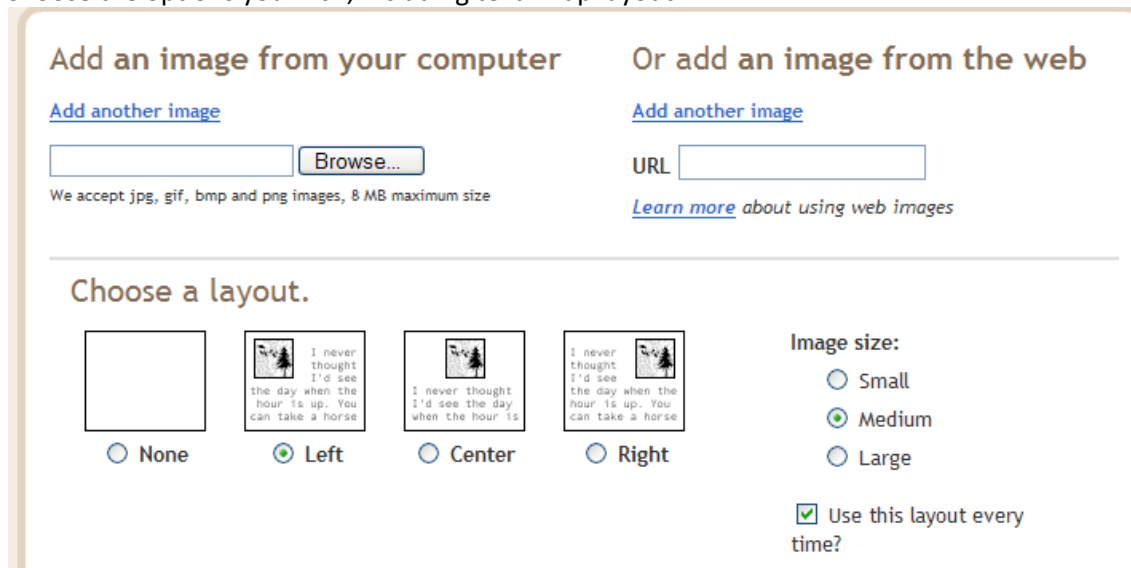 Add an image from your computer
Or add an image from the web
Add another image
Add another image
Browse...
URL
We accept jpg, gif, bmp and png images, 8 MB maximum size
Learn more about using web images
Choose a layout.
I never
thought
I'd see
the day when the
hour is up. You
can take a horse
I never thought
I'd see the day
when the hour is
I never
thought
I'd see
the day when the
hour is up. You
can take a horse
None
Left
Center
Right
Image size:
Small
Medium
Large
Use this layout every
time?